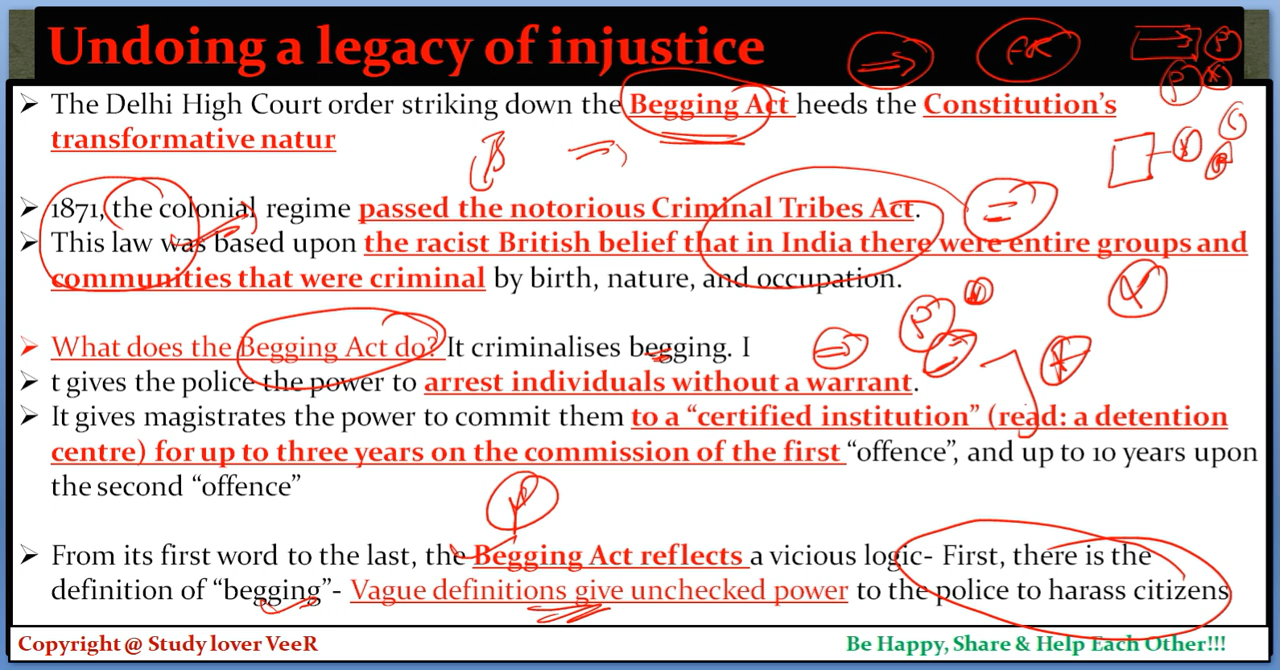 Undoing a legacy of injustice
FR
➢ The Delhi High Court order striking down the Begging Act heeds the Constitution's
transformative natur
➢ 1871, the colonial regime passed the notorious Criminal Tribes Act.
➢ This law was based upon the racist British belief that in India there were entire groups and
communities that were criminal by birth, nature, and occupation.
➢ What does the Begging Act do? It criminalises begging. I
➢ t gives the police the power to arrest individuals without a warrant.
➢ It gives magistrates the power to commit them to a “certified institution” (read: a detention
centre) for up to three years on the commission of the first “offence”, and up to 10 years upon
the second “offence”
➢ From its first word to the last, the Begging Act reflects a vicious logic- First, there is the
definition of “begging”- Vague definitions give unchecked power to the police to harass citizens
Copyright @ Study lover VeeR
Be Happy, Share & Help Each Other!!!